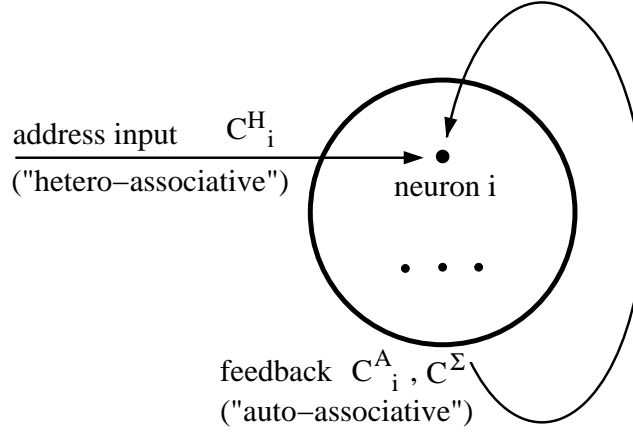 address input C^H_i
("hetero−associative")
neuron i
feedback C^A_i , C^Σ
("auto−associative")